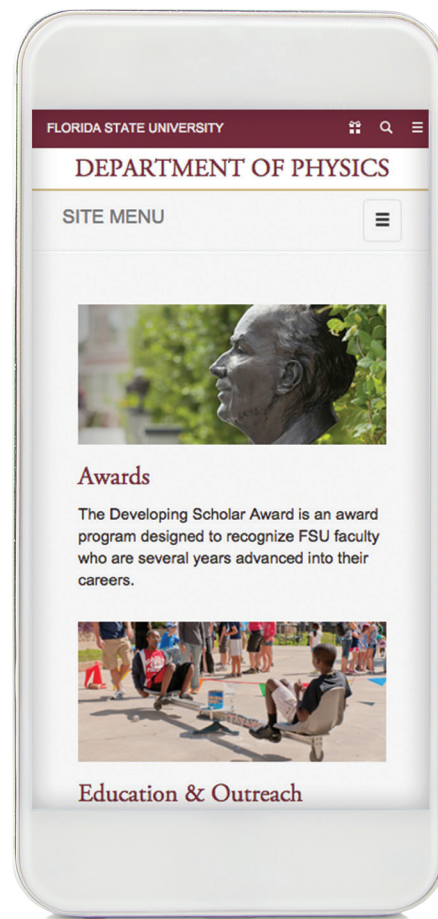 FLORIDA STATE UNIVERSITY
DEPARTMENT OF PHYSICS
SITE MENU
Awards
The Developing Scholar Award is an award
program designed to recognize FSU faculty
who are several years advanced into their
careers.
Education & Outreach